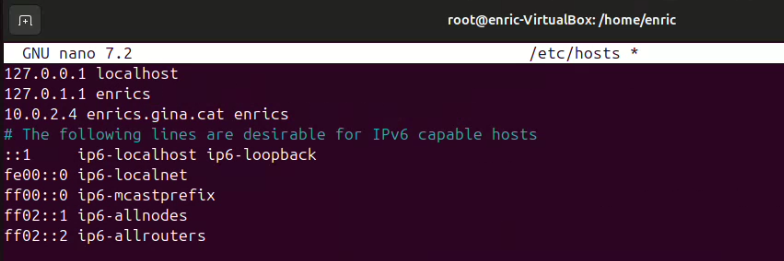 root@enric-VirtualBox: /home/enric
GNU nano 7.2 /etc/hosts *
127.0.0.1 localhost
127.0.1.1 enrics
10.0.2.4 enrics.gina.cat enrics
# The following lines are desirable for IPv6 capable hosts
::1     ip6-localhost ip6-loopback
fe00::0 ip6-localnet
ff00::0 ip6-mcastprefix
ff02::1 ip6-allnodes
ff02::2 ip6-allrouters